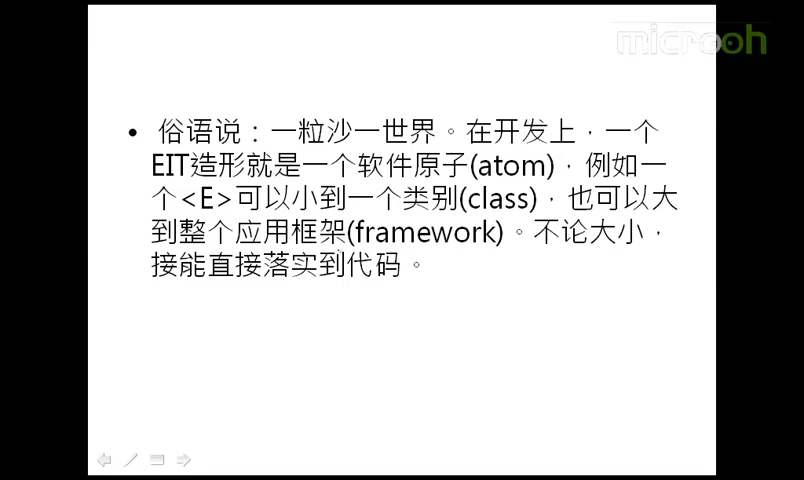 microoh
• 俗语说：一粒沙一世界。在开发上，一个
EIT造形就是一个软件原子(atom)，例如一
个<E>可以小到一个类别(class)，也可以大
到整个应用框架(framework)。不论大小，
接能直接落实到代码。